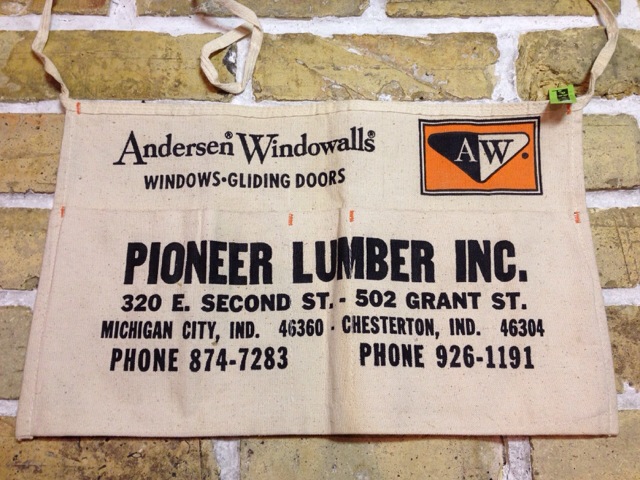 Andersen® Windowalls®
WINDOWS•GLIDING DOORS
AW®
PIONEER LUMBER INC.
320 E. SECOND ST. - 502 GRANT ST.
MICHIGAN CITY, IND. 46360 - CHESTERTON, IND. 46304
PHONE 874-7283 PHONE 926-1191